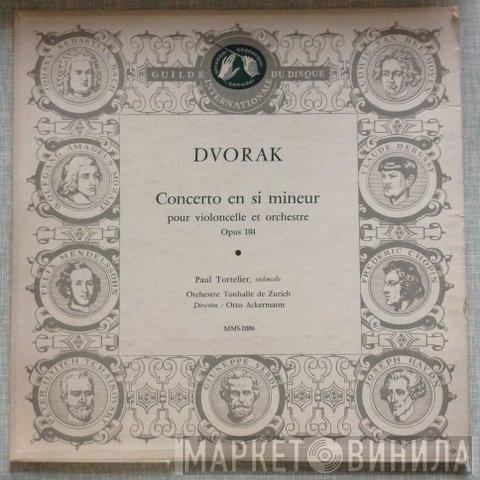 GUILDE INTERNATIONALE DU DISQUE
JOHANN SEBASTIAN BACH
LUDWIG VAN BEETHOVEN
WOLFGANG AMADEUS MOZART
CLAUDE DEBUSSY
FELIX MENDELSSOHN
FRÉDÉRIC CHOPIN
DVORAK
Concerto en si mineur
pour violoncelle et orchestre
Opus 104
Paul Tortelier, violoncelle
Orchestre Tonhalle de Zurich
Direction : Otto Ackermann
MMS-2006
GIUSEPPE VERDI
JOSEPH HAYDN
МАРКЕТ ВИНИЛА